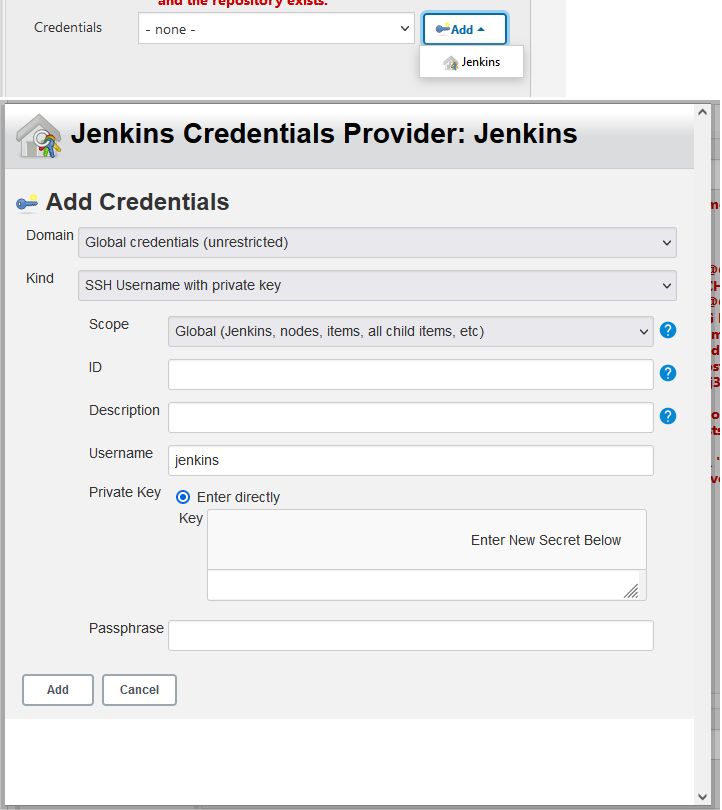 and the repository exists.
Credentials
- none -
Add
Jenkins
Jenkins Credentials Provider: Jenkins
Add Credentials
Domain
Global credentials (unrestricted)
Kind
SSH Username with private key
Scope
Global (Jenkins, nodes, items, all child items, etc)
ID
Description
Username
jenkins
Private Key
Enter directly
Key
Enter New Secret Below
Passphrase
Add
Cancel